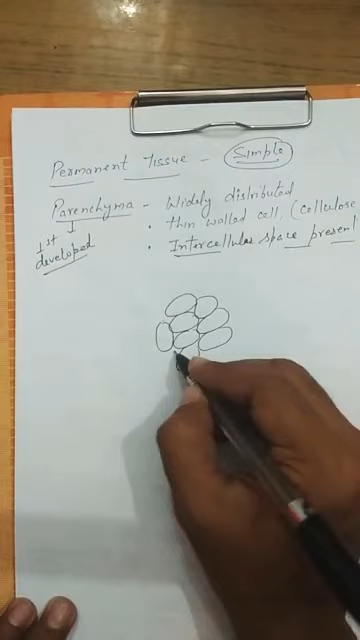 Permanent Tissue - Simple
Parenchyma - Widely distributed
1st developed
· Thin walled cell, (cellulose
· Intercellular space present